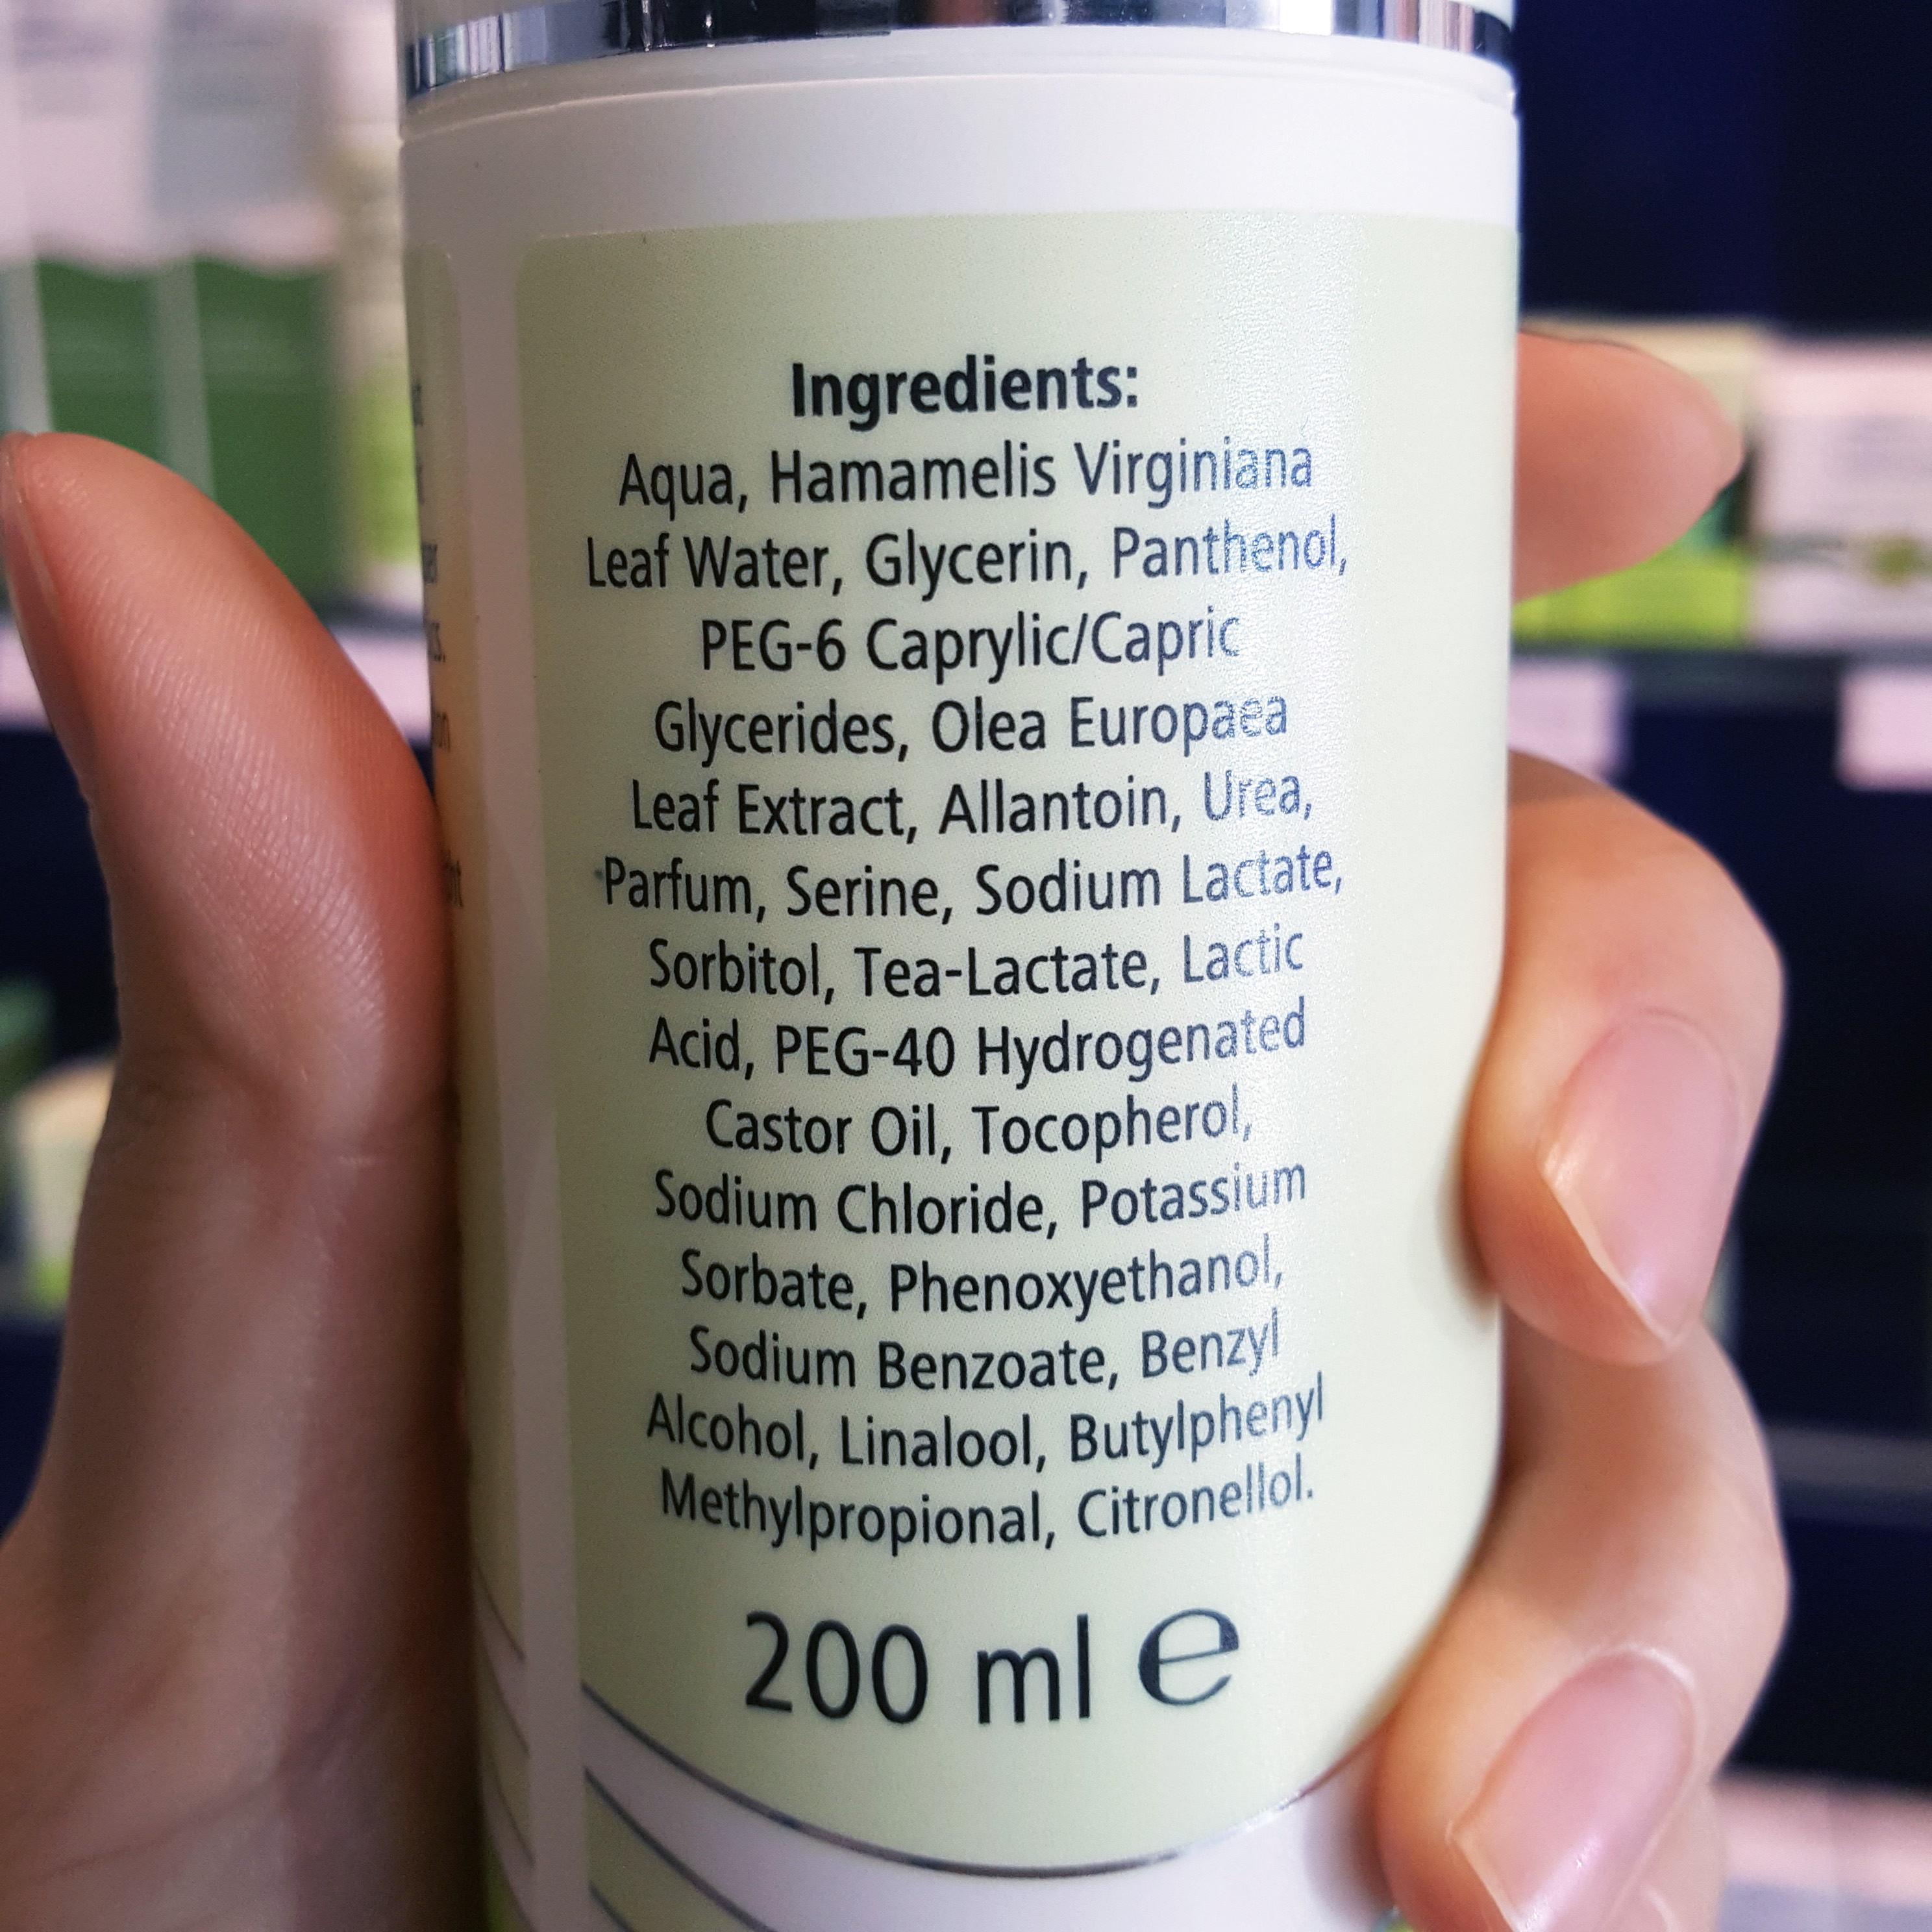 Ingredients:
Aqua, Hamamelis Virginiana
Leaf Water, Glycerin, Panthenol,
PEG-6 Caprylic/Capric
Glycerides, Olea Europaea
Leaf Extract, Allantoin, Urea,
Parfum, Serine, Sodium Lactate,
Sorbitol, Tea-Lactate, Lactic
Acid, PEG-40 Hydrogenated
Castor Oil, Tocopherol,
Sodium Chloride, Potassium
Sorbate, Phenoxyethanol,
Sodium Benzoate, Benzyl
Alcohol, Linalool, Butylphenyl
Methylpropional, Citronellol.
200 ml ℮